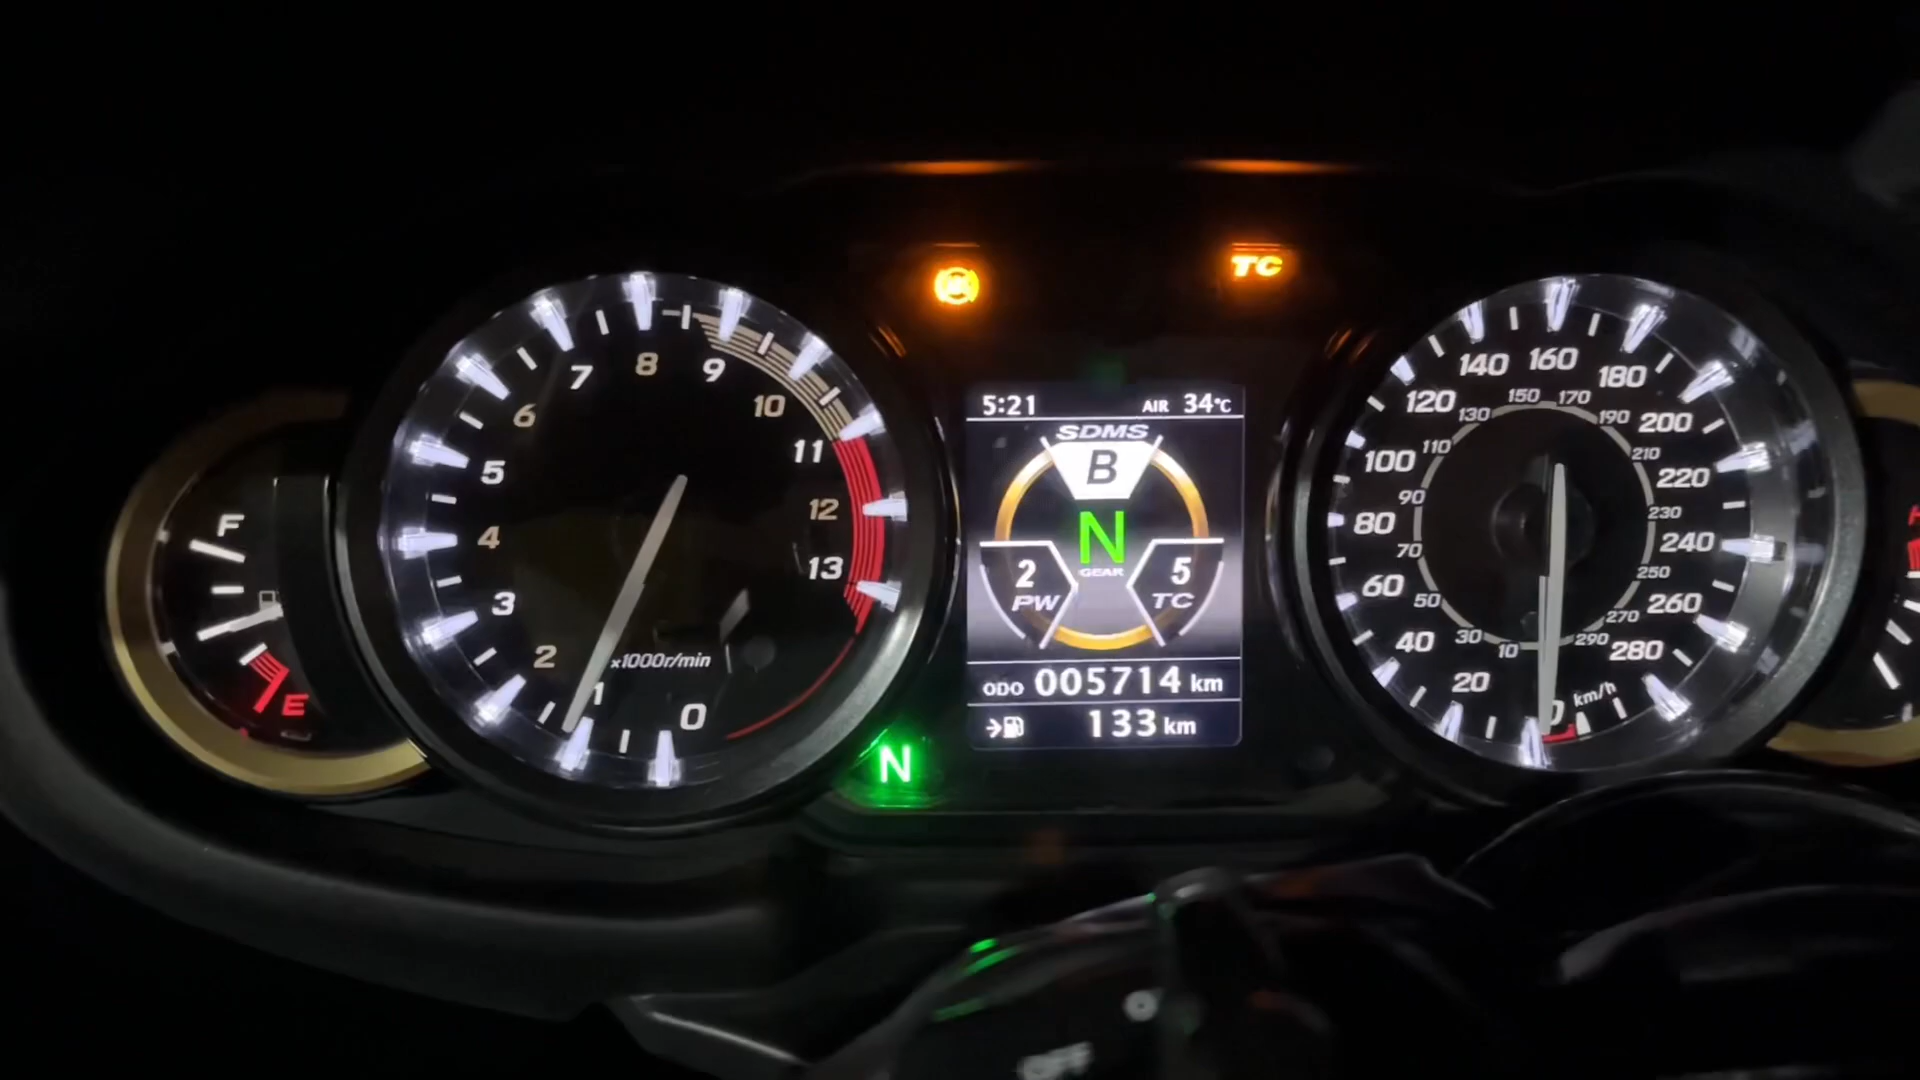 TC
7 8 9
6 10
5 11
4 12
3 13
2 ×1000r/min
1 0
F
E
5:21 AIR 34°C
SDMS
B
N
GEAR
2 PW
5 TC
ODO 005714 km
133 km
N
140 160 180
120 200
100 220
80 240
60 260
40 280
20 km/h
0
150 170
130 190
110 210
90 230
70 250
50 270
30 290
10
OFF